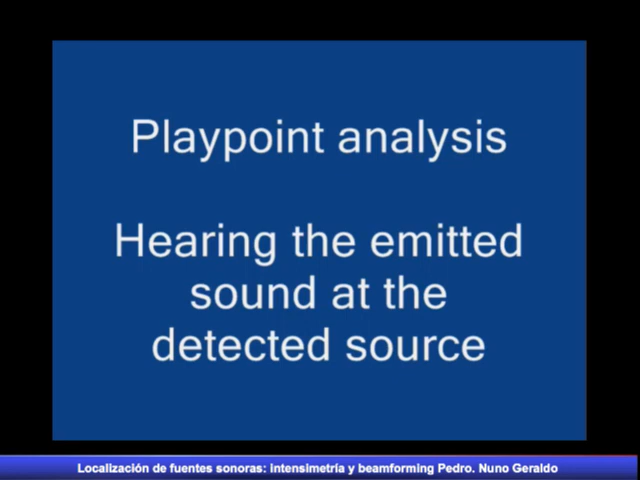 Playpoint analysis
Hearing the emitted
sound at the
detected source
Localización de fuentes sonoras: intensimetría y beamforming Pedro. Nuno Geraldo